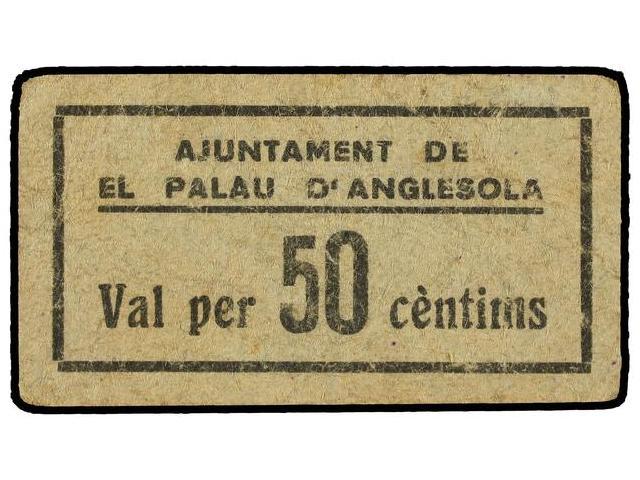 AJUNTAMENT DE
EL PALAU D'ANGLESOLA
Val per 50 cèntims